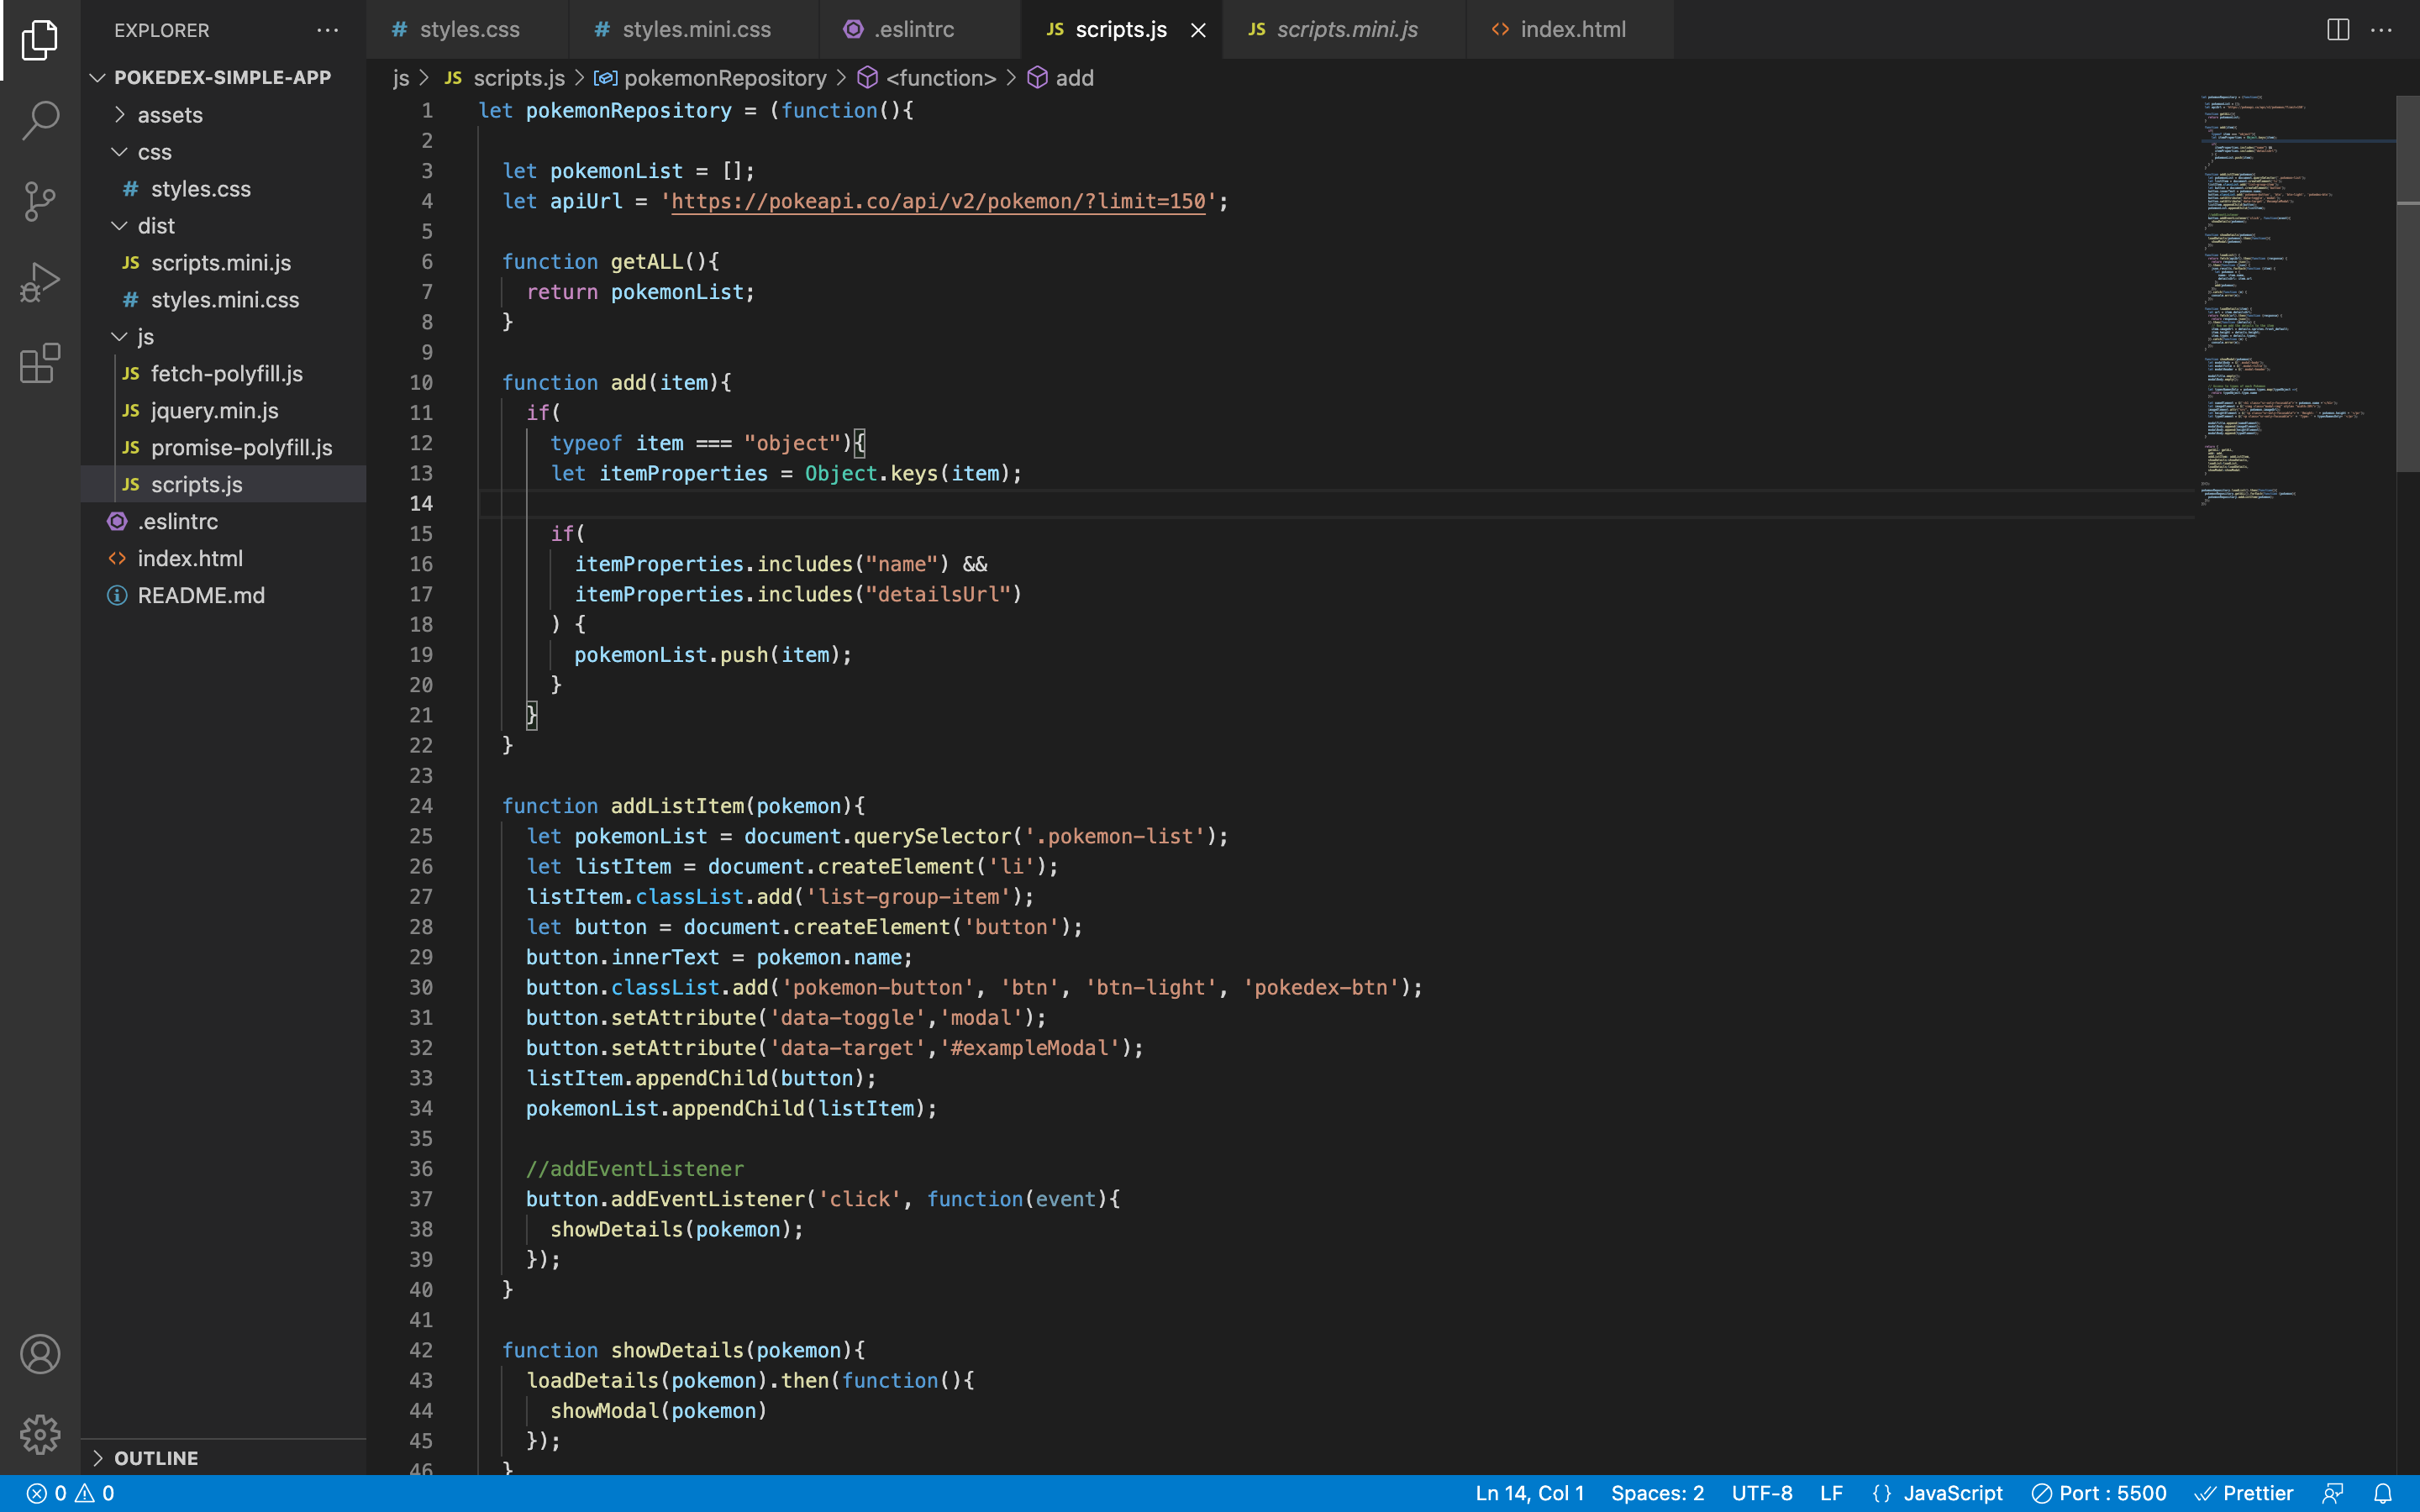 EXPLORER
POKEDEX-SIMPLE-APP
assets
css
# styles.css
dist
JS scripts.mini.js
# styles.mini.css
js
JS fetch-polyfill.js
JS jquery.min.js
JS promise-polyfill.js
JS scripts.js
.eslintrc
<> index.html
README.md
OUTLINE
# styles.css
# styles.mini.css
.eslintrc
JS scripts.js
JS scripts.mini.js
<> index.html
js > JS scripts.js > pokemonRepository > <function> > add
1 let pokemonRepository = (function(){
2
3 let pokemonList = [];
4 let apiUrl = 'https://pokeapi.co/api/v2/pokemon/?limit=150';
5
6 function getALL(){
7 return pokemonList;
8 }
9
10 function add(item){
11 if(
12 typeof item === "object"){
13 let itemProperties = Object.keys(item);
14
15 if(
16 itemProperties.includes("name") &&
17 itemProperties.includes("detailsUrl")
18 ) {
19 pokemonList.push(item);
20 }
21 }
22 }
23
24 function addListItem(pokemon){
25 let pokemonList = document.querySelector('.pokemon-list');
26 let listItem = document.createElement('li');
27 listItem.classList.add('list-group-item');
28 let button = document.createElement('button');
29 button.innerText = pokemon.name;
30 button.classList.add('pokemon-button', 'btn', 'btn-light', 'pokedex-btn');
31 button.setAttribute('data-toggle','modal');
32 button.setAttribute('data-target','#exampleModal');
33 listItem.appendChild(button);
34 pokemonList.appendChild(listItem);
35
36 //addEventListener
37 button.addEventListener('click', function(event){
38 showDetails(pokemon);
39 });
40 }
41
42 function showDetails(pokemon){
43 loadDetails(pokemon).then(function(){
44 showModal(pokemon)
45 });
46 }
0 0
Ln 14, Col 1 Spaces: 2 UTF-8 LF {} JavaScript Port : 5500 Prettier